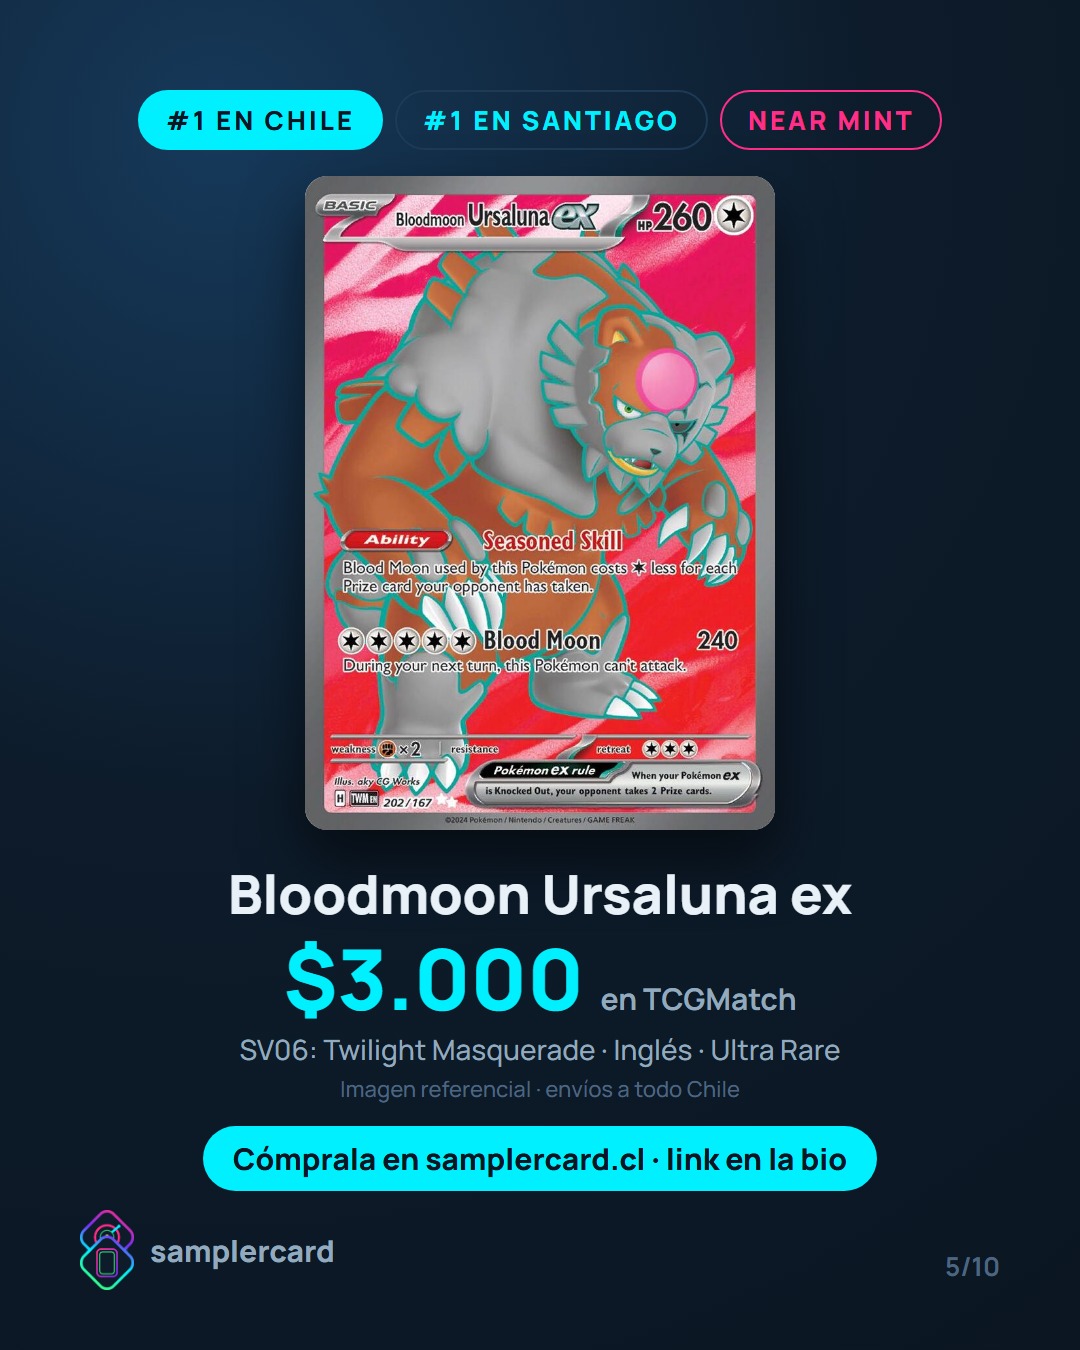 #1 EN CHILE #1 EN SANTIAGO NEAR MINT
BASIC Bloodmoon Ursaluna ex HP 260
Ability Seasoned Skill
Blood Moon used by this Pokémon costs less for each
Prize card your opponent has taken.
Blood Moon 240
During your next turn, this Pokémon can't attack.
weakness ×2 resistance retreat
Illus. aky CG Works
H TWM EN 202/167
Pokémon ex rule When your Pokémon ex
is Knocked Out, your opponent takes 2 Prize cards.
©2024 Pokémon / Nintendo / Creatures / GAME FREAK
Bloodmoon Ursaluna ex
$3.000 en TCGMatch
SV06: Twilight Masquerade · Inglés · Ultra Rare
Imagen referencial · envíos a todo Chile
Cómprala en samplercard.cl · link en la bio
samplercard
5/10